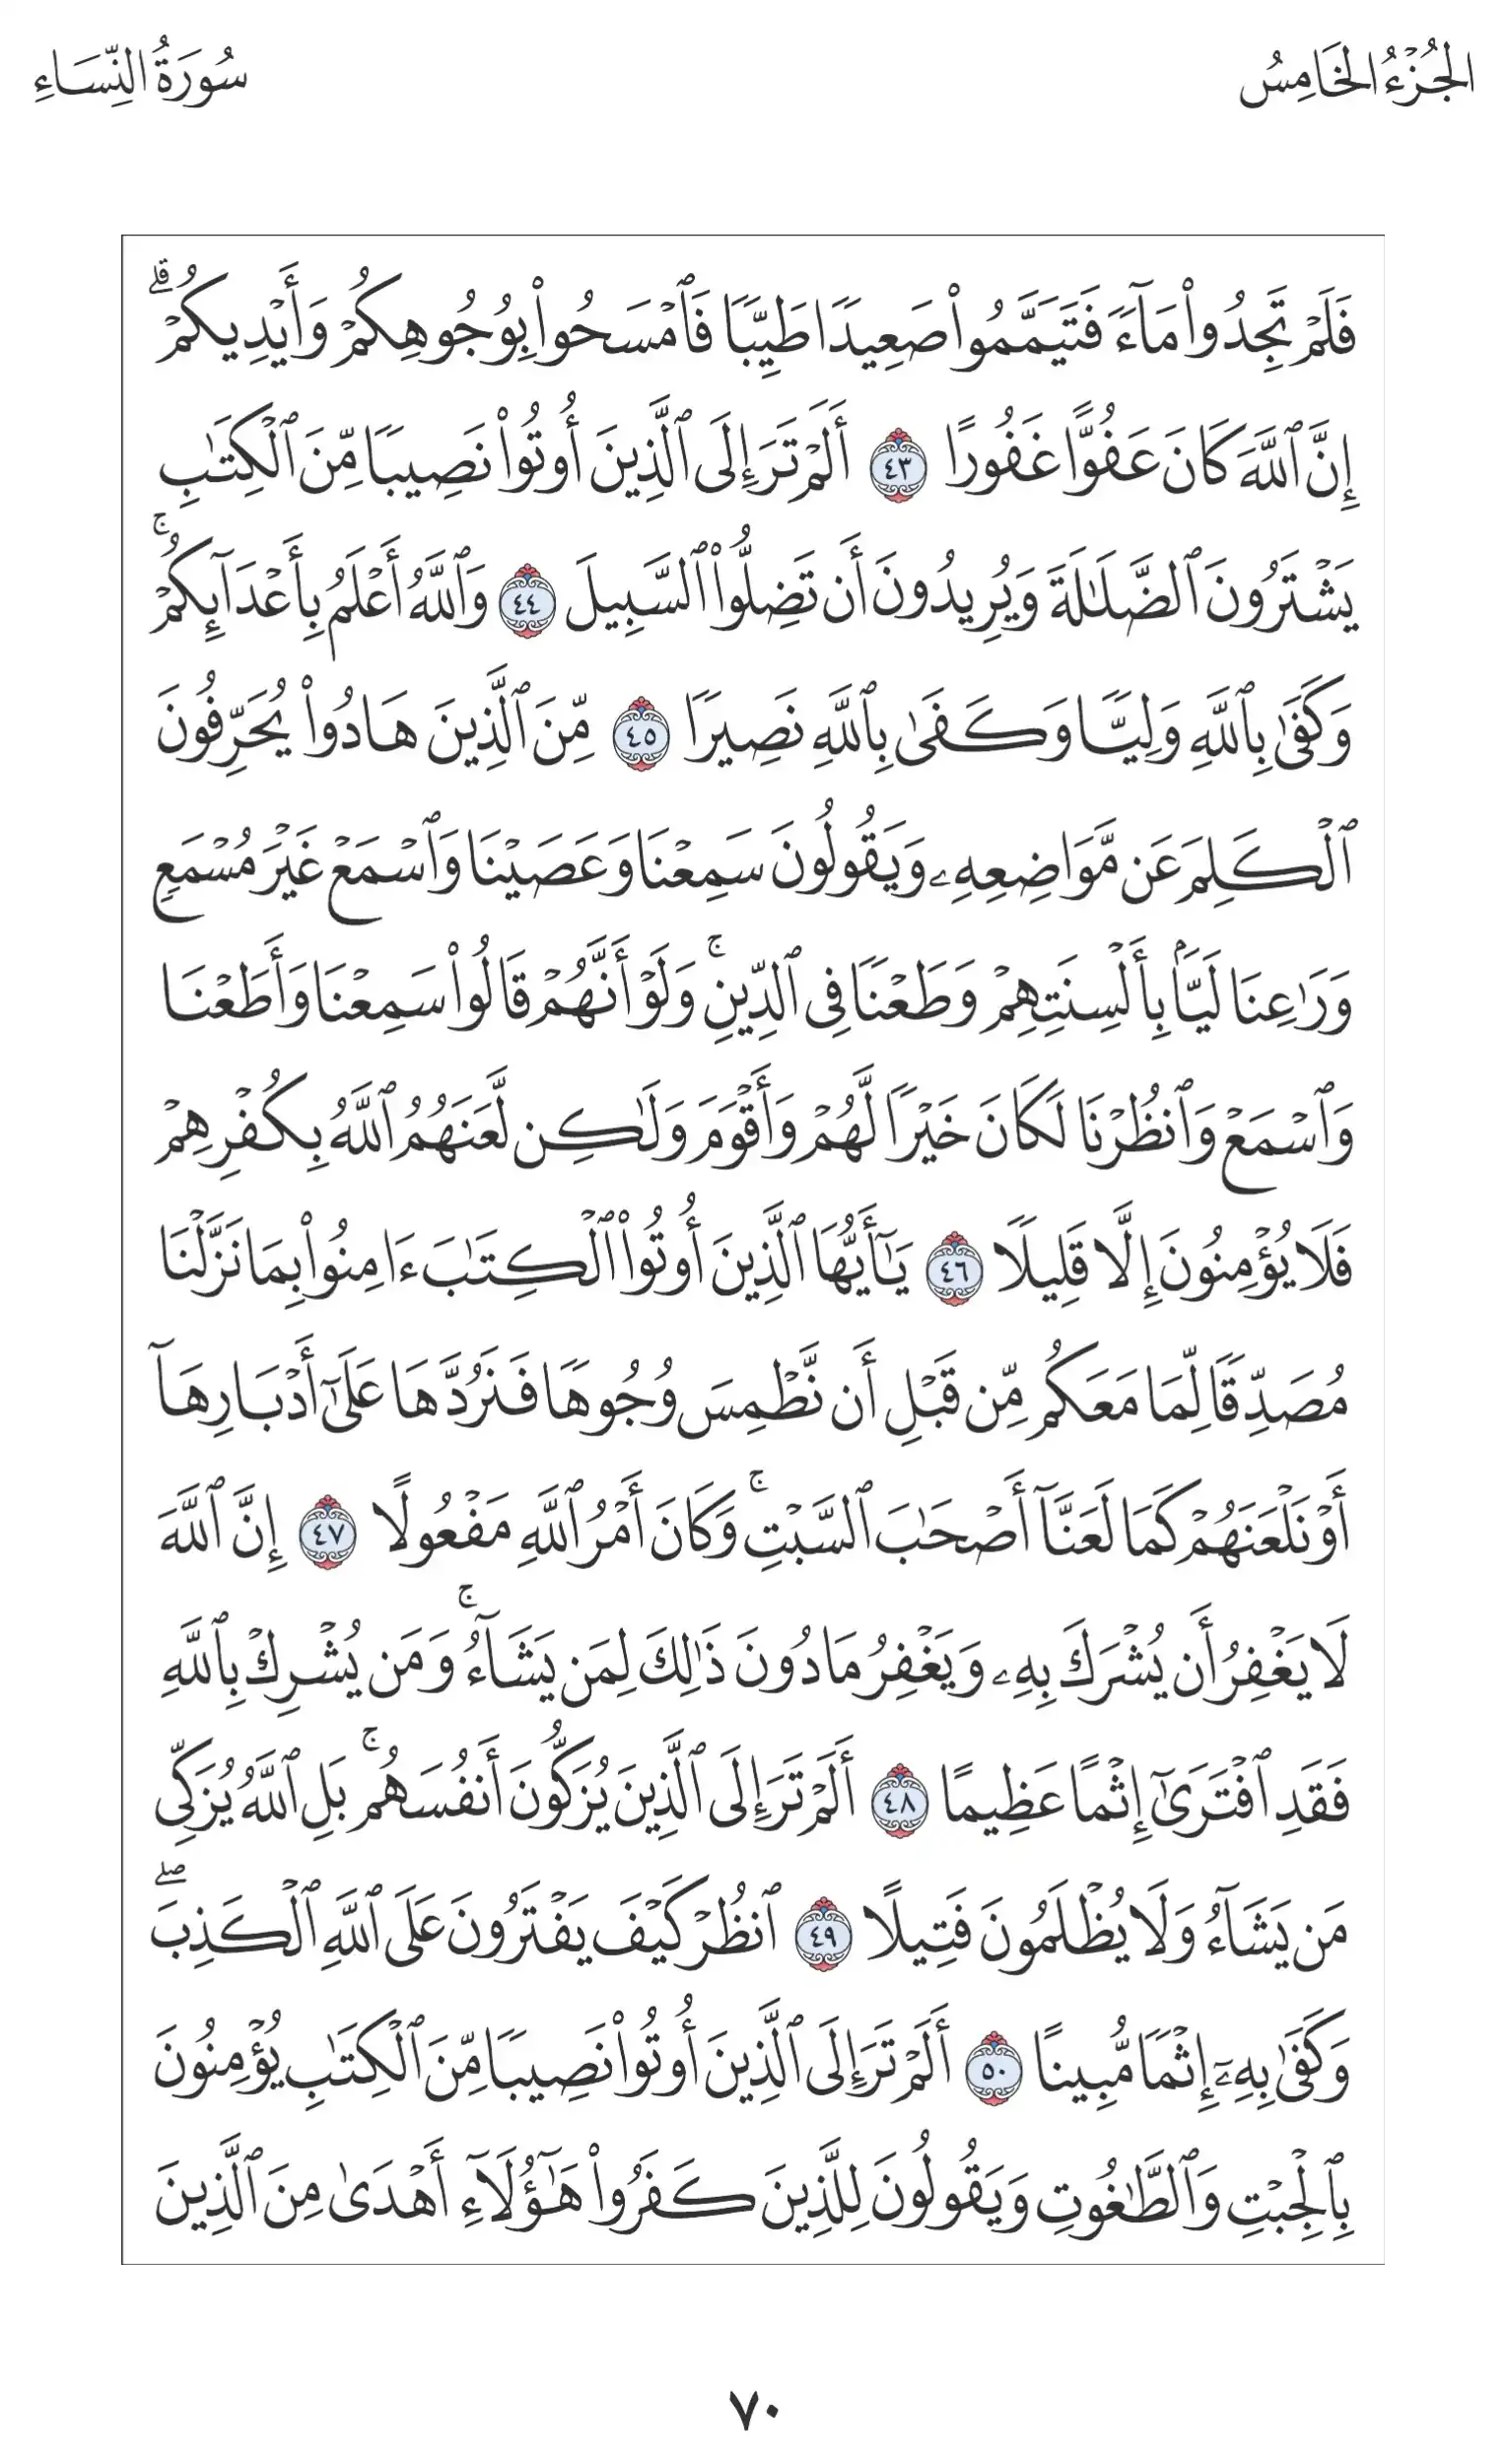 الجُزْءُ الخَامِسُ
سُورَةُ النِّسَاءِ
فَلَمۡ تَجِدُواْ مَآءٗ فَتَيَمَّمُواْ صَعِيدٗا طَيِّبٗا فَٱمۡسَحُواْ بِوُجُوهِكُمۡ وَأَيۡدِيكُمۡۗ
إِنَّ ٱللَّهَ كَانَ عَفُوًّا غَفُورًا ٤٣ أَلَمۡ تَرَ إِلَى ٱلَّذِينَ أُوتُواْ نَصِيبٗا مِّنَ ٱلۡكِتَٰبِ
يَشۡتَرُونَ ٱلضَّلَٰلَةَ وَيُرِيدُونَ أَن تَضِلُّواْ ٱلسَّبِيلَ ٤٤ وَٱللَّهُ أَعۡلَمُ بِأَعۡدَآئِكُمۡۚ
وَكَفَىٰ بِٱللَّهِ وَلِيّٗا وَكَفَىٰ بِٱللَّهِ نَصِيرٗا ٤٥ مِّنَ ٱلَّذِينَ هَادُواْ يُحَرِّفُونَ
ٱلۡكَلِمَ عَن مَّوَاضِعِهِۦ وَيَقُولُونَ سَمِعۡنَا وَعَصَيۡنَا وَٱسۡمَعۡ غَيۡرَ مُسۡمَعٖ
وَرَٰعِنَا لَيَّۢا بِأَلۡسِنَتِهِمۡ وَطَعۡنٗا فِي ٱلدِّينِۚ وَلَوۡ أَنَّهُمۡ قَالُواْ سَمِعۡنَا وَأَطَعۡنَا
وَٱسۡمَعۡ وَٱنظُرۡنَا لَكَانَ خَيۡرٗا لَّهُمۡ وَأَقۡوَمَ وَلَٰكِن لَّعَنَهُمُ ٱللَّهُ بِكُفۡرِهِمۡ
فَلَا يُؤۡمِنُونَ إِلَّا قَلِيلٗا ٤٦ يَٰٓأَيُّهَا ٱلَّذِينَ أُوتُواْ ٱلۡكِتَٰبَ ءَامِنُواْ بِمَا نَزَّلۡنَا
مُصَدِّقٗا لِّمَا مَعَكُم مِّن قَبۡلِ أَن نَّطۡمِسَ وُجُوهٗا فَنَرُدَّهَا عَلَىٰٓ أَدۡبَارِهَآ
أَوۡ نَلۡعَنَهُمۡ كَمَا لَعَنَّآ أَصۡحَٰبَ ٱلسَّبۡتِۚ وَكَانَ أَمۡرُ ٱللَّهِ مَفۡعُولًا ٤٧ إِنَّ ٱللَّهَ
لَا يَغۡفِرُ أَن يُشۡرَكَ بِهِۦ وَيَغۡفِرُ مَا دُونَ ذَٰلِكَ لِمَن يَشَآءُۚ وَمَن يُشۡرِكۡ بِٱللَّهِ
فَقَدِ ٱفۡتَرَىٰٓ إِثۡمًا عَظِيمًا ٤٨ أَلَمۡ تَرَ إِلَى ٱلَّذِينَ يُزَكُّونَ أَنفُسَهُمۚ بَلِ ٱللَّهُ يُزَكِّي
مَن يَشَآءُ وَلَا يُظۡلَمُونَ فَتِيلًا ٤٩ ٱنظُرۡ كَيۡفَ يَفۡتَرُونَ عَلَى ٱللَّهِ ٱلۡكَذِبَۖ
وَكَفَىٰ بِهِۦٓ إِثۡمٗا مُّبِينًا ٥٠ أَلَمۡ تَرَ إِلَى ٱلَّذِينَ أُوتُواْ نَصِيبٗا مِّنَ ٱلۡكِتَٰبِ يُؤۡمِنُونَ
بِٱلۡجِبۡتِ وَٱلطَّٰغُوتِ وَيَقُولُونَ لِلَّذِينَ كَفَرُواْ هَٰٓؤُلَآءِ أَهۡدَىٰ مِنَ ٱلَّذِينَ
٧٠